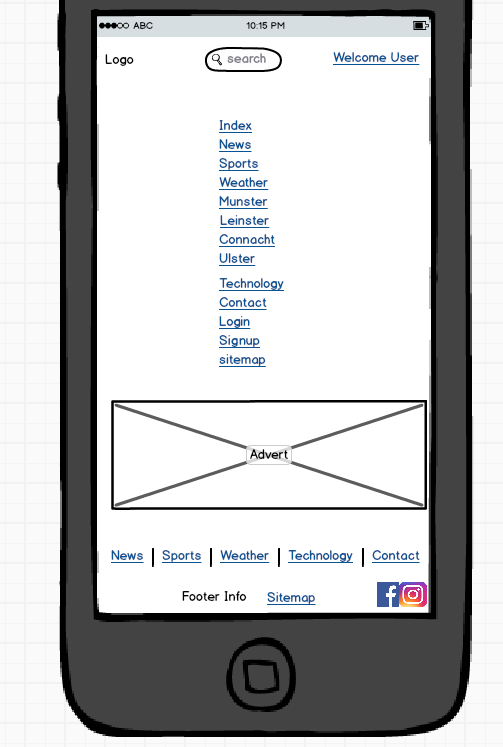 ABC 10:15 PM
Logo search Welcome User
Index
News
Sports
Weather
Munster
Leinster
Connacht
Ulster
Technology
Contact
Login
Signup
sitemap
Advert
News Sports Weather Technology Contact
Footer Info Sitemap